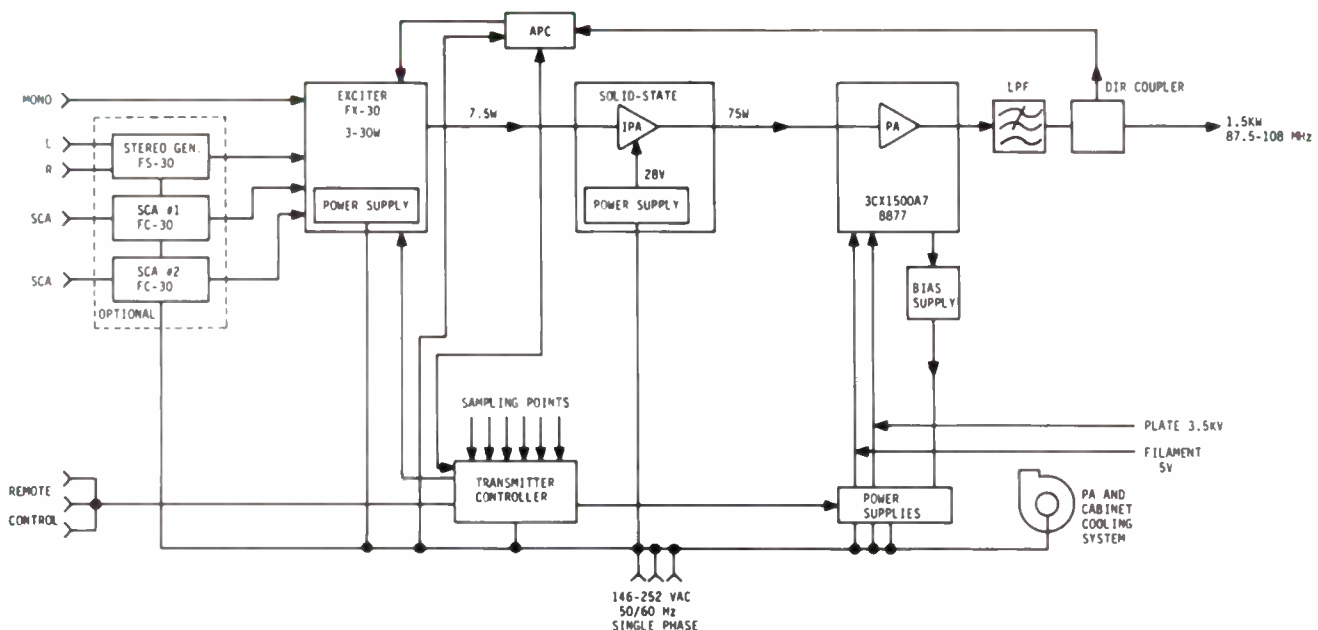 APC
MONO
EXCITER
FX-30
3-30W
POWER SUPPLY
L
R
STEREO GEN.
FS-30
SCA
SCA #1
FC-30
SCA
SCA #2
FC-30
OPTIONAL
7.5W
SOLID-STATE
IPA
28V
POWER SUPPLY
75W
PA
3CX1500A7
8877
LPF
DIR COUPLER
1.5KW
87.5-108 MHz
BIAS
SUPPLY
SAMPLING POINTS
TRANSMITTER
CONTROLLER
REMOTE
CONTROL
PLATE 3.5KV
FILAMENT
5V
POWER
SUPPLIES
PA AND
CABINET
COOLING
SYSTEM
146-252 VAC
50/60 Hz
SINGLE PHASE